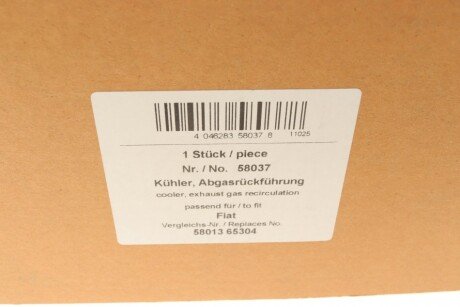 4 046283 58037 8 11025
1 Stück / piece
Nr. / No. 58037
Kühler, Abgasrückführung
cooler, exhaust gas recirculation
passend für / to fit
Fiat
Vergleichs-Nr. / Replaces No.
58013 65304